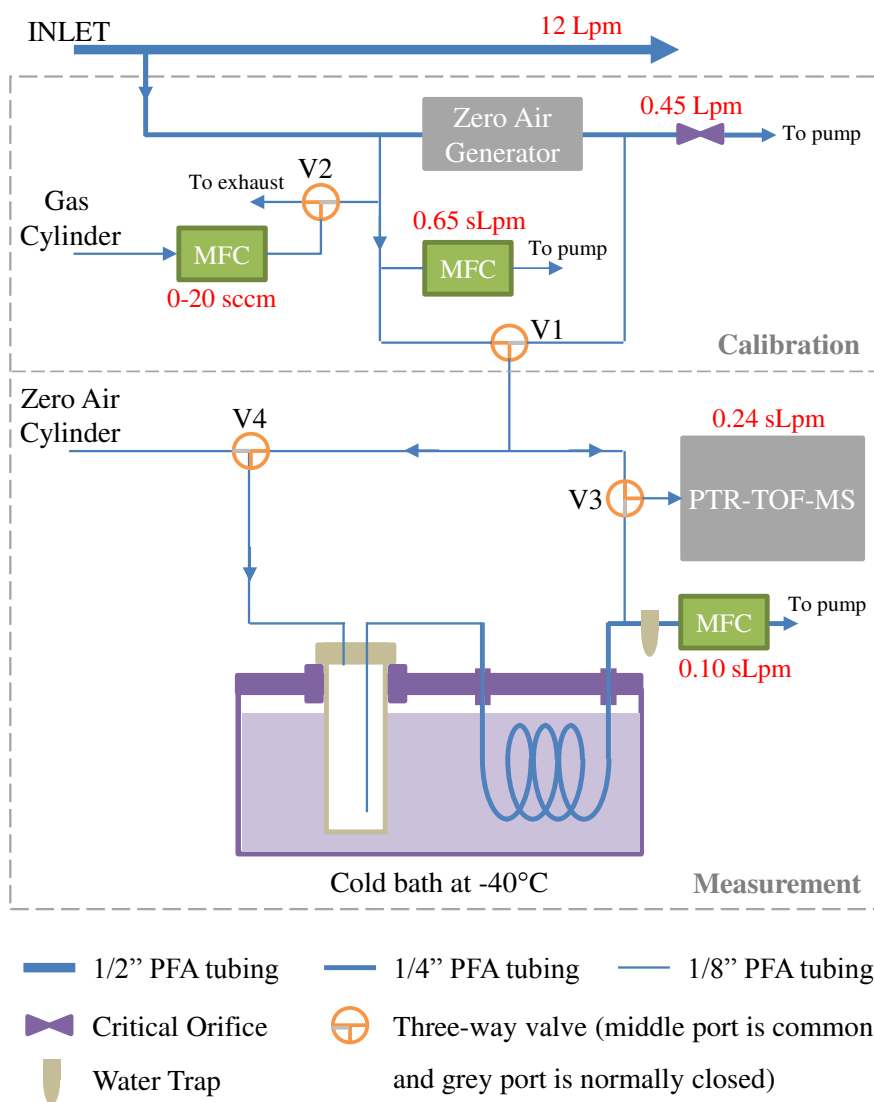 INLET
12 Lpm
Zero Air
Generator
0.45 Lpm
To pump
V2
To exhaust
Gas
Cylinder
MFC
0-20 sccm
0.65 sLpm
MFC
To pump
V1
Calibration
Zero Air
Cylinder
V4
0.24 sLpm
V3
PTR-TOF-MS
To pump
MFC
0.10 sLpm
Cold bath at -40°C
Measurement
1/2” PFA tubing
1/4” PFA tubing
1/8” PFA tubing
Critical Orifice
Three-way valve (middle port is common
and grey port is normally closed)
Water Trap